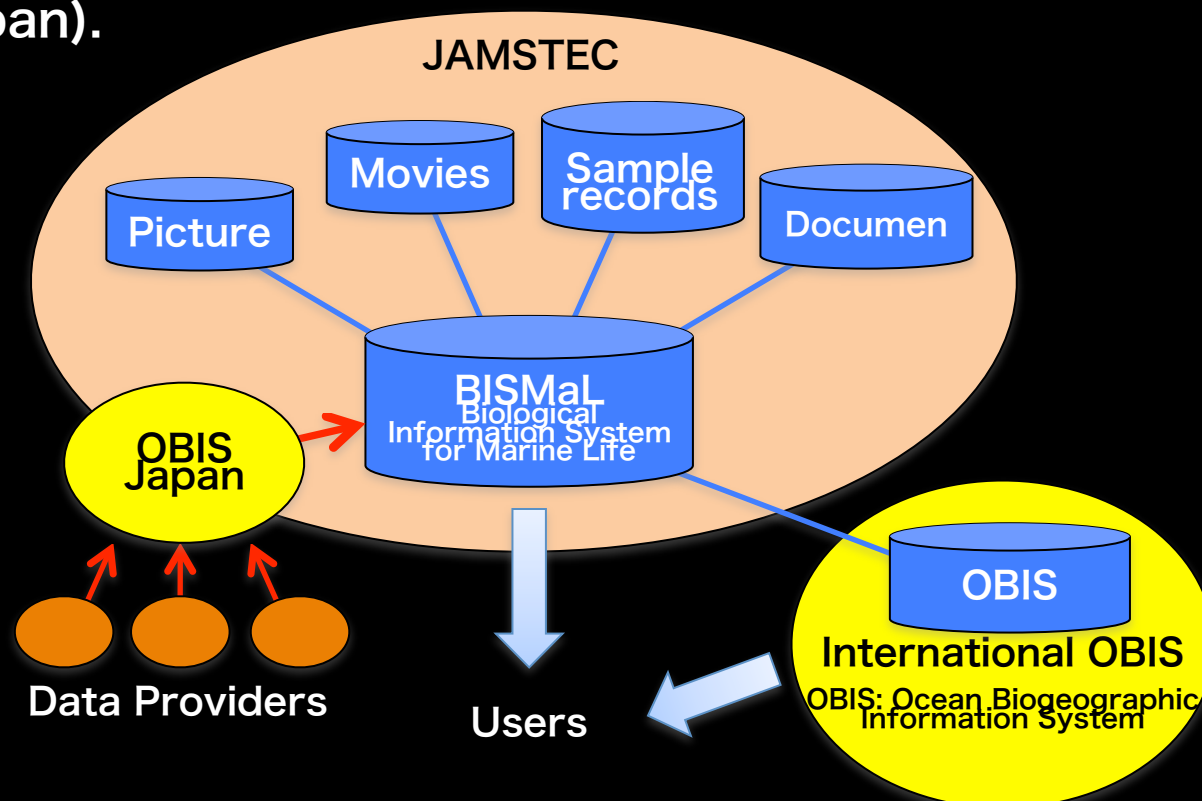 pan).
JAMSTEC
Movies
Sample
records
Picture
Documen
BISMaL
Biological
Information System
for Marine Life
OBIS
Japan
OBIS
International OBIS
OBIS: Ocean Biogeographic
Information System
Data Providers
Users